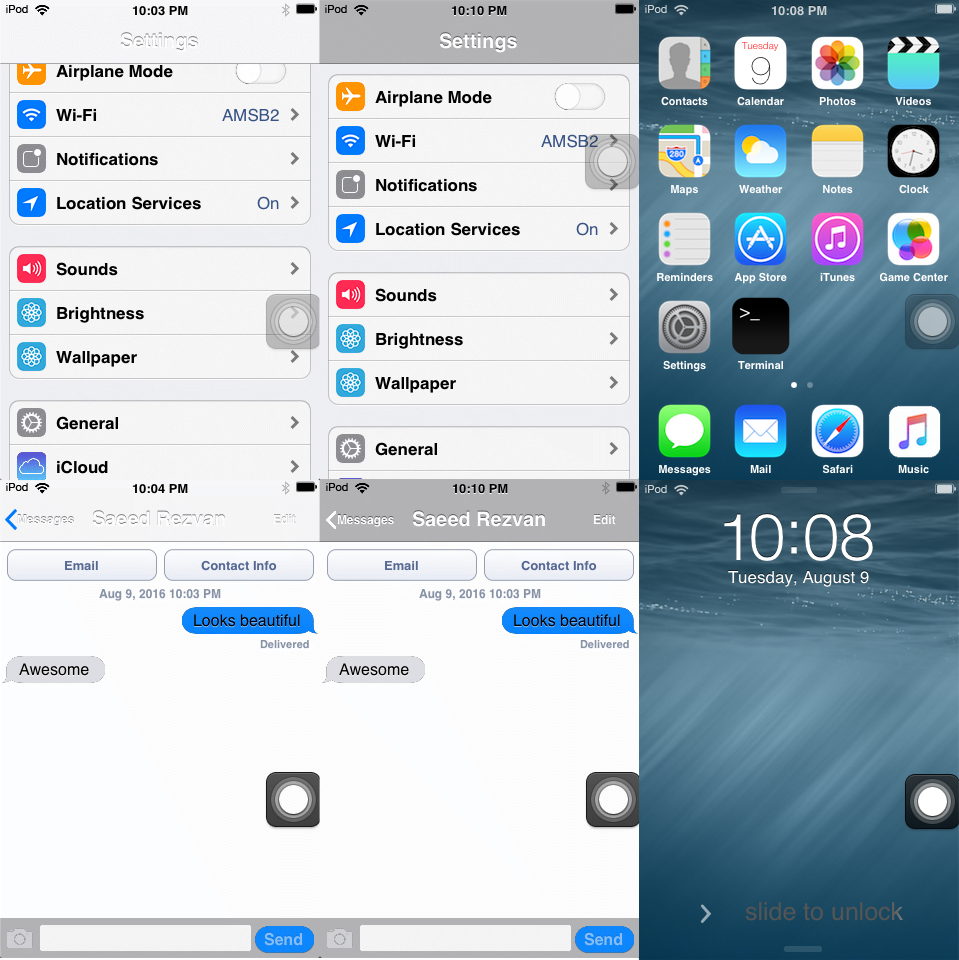 iPod 10:03 PM
Settings
Airplane Mode
Wi-Fi AMSB2
Notifications
Location Services On
Sounds
Brightness
Wallpaper
General
iCloud
iPod 10:10 PM
Settings
Airplane Mode
Wi-Fi AMSB2
Notifications
Location Services On
Sounds
Brightness
Wallpaper
General
iPod 10:08 PM
Tuesday
9
Contacts Calendar Photos Videos
280
Maps Weather Notes Clock
Reminders App Store iTunes Game Center
>_
Settings Terminal
Messages Mail Safari Music
iPod 10:04 PM
Messages Saeed Rezvan Edit
Email Contact Info
Aug 9, 2016 10:03 PM
Looks beautiful
Delivered
Awesome
Send
iPod 10:10 PM
Messages Saeed Rezvan Edit
Email Contact Info
Aug 9, 2016 10:03 PM
Looks beautiful
Delivered
Awesome
Send
iPod
10:08
Tuesday, August 9
slide to unlock